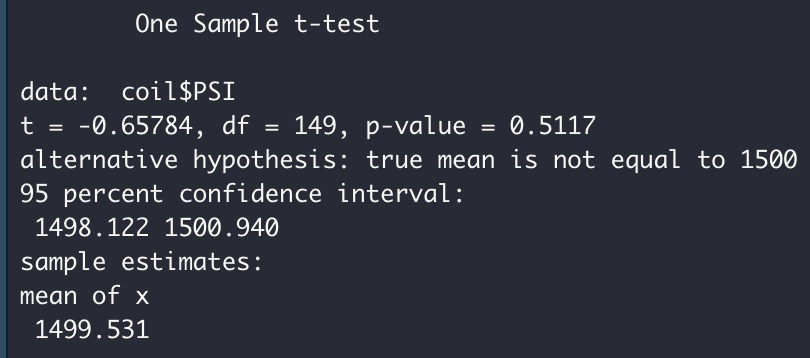 One Sample t-test
data:  coil$PSI
t = -0.65784, df = 149, p-value = 0.5117
alternative hypothesis: true mean is not equal to 1500
95 percent confidence interval:
1498.122 1500.940
sample estimates:
mean of x
1499.531